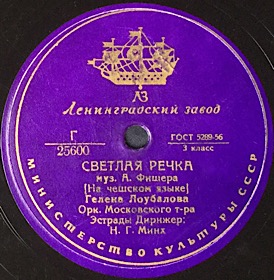 АЗ
Ленинградский завод
Г
25600
ГОСТ 5289-56
3 класс
СВЕТЛАЯ РЕЧКА
муз. А. Фишера
[На чешском языке]
Гелена Лоубалова
Орк. Московского т-ра
Эстрады Дирижер:
Н. Г. Минх
МИНИСТЕРСТВО КУЛЬТУРЫ СССР